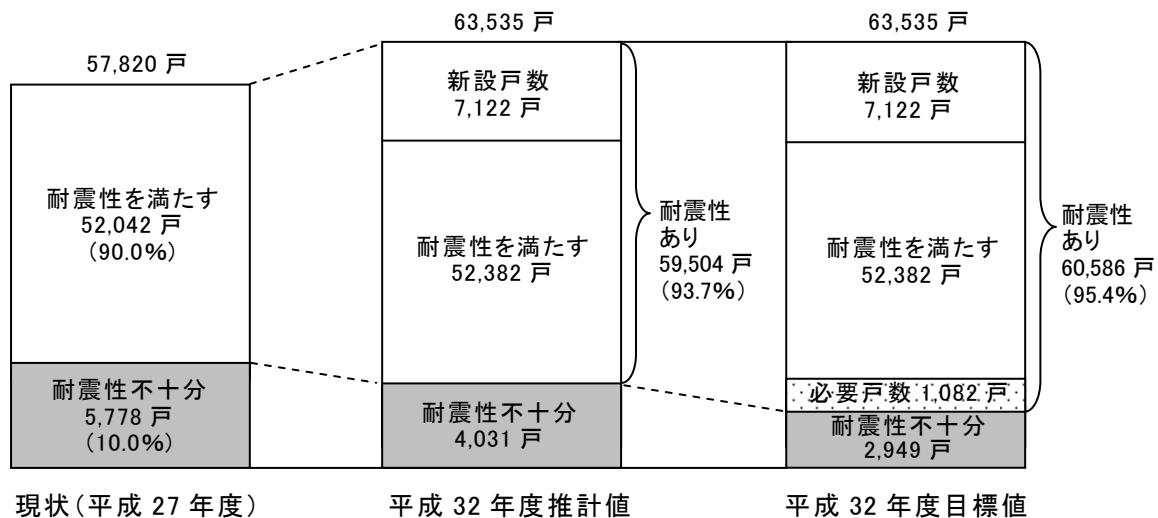 57,820 戸
耐震性を満たす
52,042 戸
(90.0%)
耐震性不十分
5,778 戸
(10.0%)
現状(平成 27 年度)
63,535 戸
新設戸数
7,122 戸
耐震性を満たす
52,382 戸
耐震性不十分
4,031 戸
耐震性
あり
59,504 戸
(93.7%)
平成 32 年度推計値
63,535 戸
新設戸数
7,122 戸
耐震性を満たす
52,382 戸
必要戸数 1,082 戸
耐震性不十分
2,949 戸
耐震性
あり
60,586 戸
(95.4%)
平成 32 年度目標値